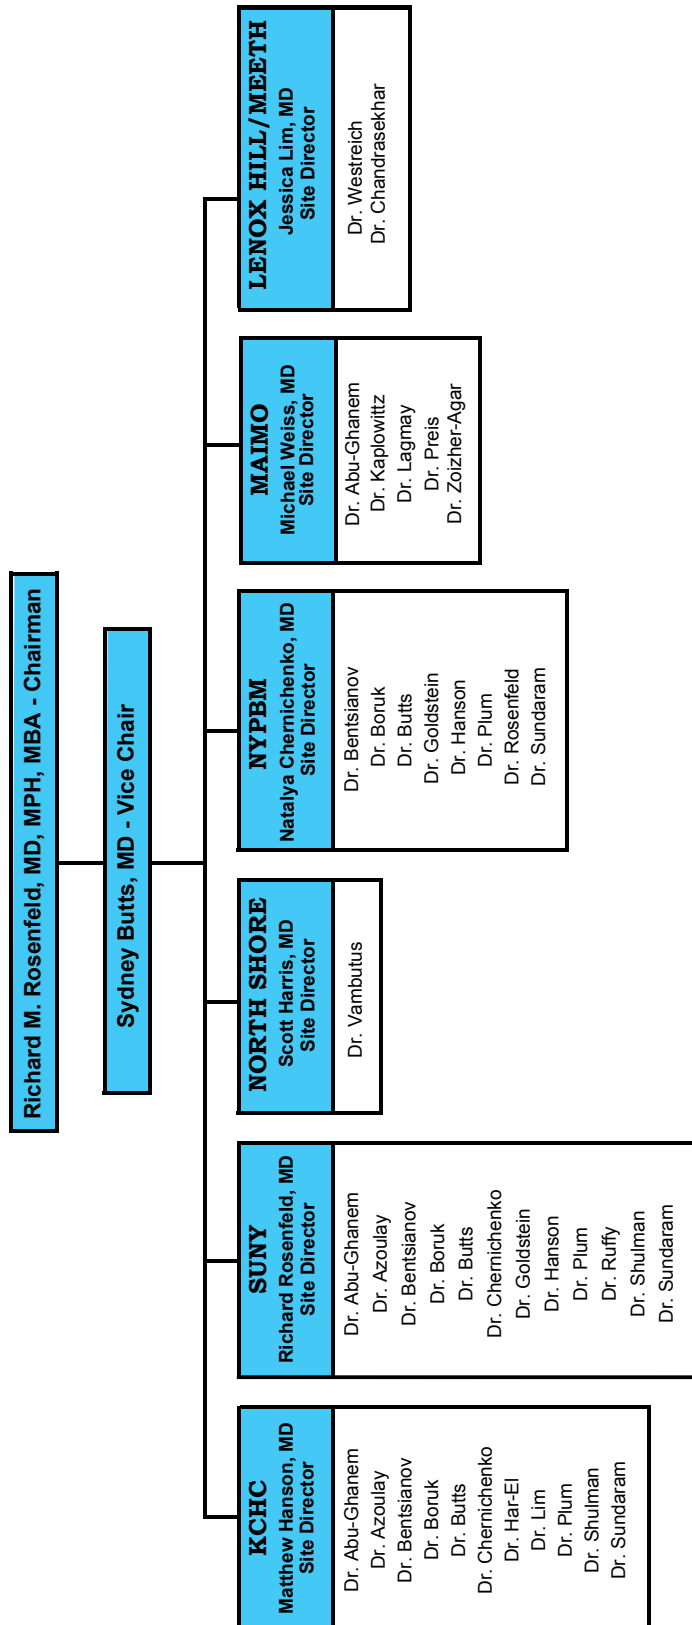 Richard M. Rosenfeld, MD, MPH, MBA - Chairman
Sydney Butts, MD - Vice Chair
KCHC
Matthew Hanson, MD
Site Director
Dr. Abu-Ghanem
Dr. Azoulay
Dr. Bentsianov
Dr. Boruk
Dr. Butts
Dr. Chernichenko
Dr. Har-El
Dr. Lim
Dr. Plum
Dr. Shulman
Dr. Sundaram
SUNY
Richard Rosenfeld, MD
Site Director
Dr. Abu-Ghanem
Dr. Azoulay
Dr. Bentsianov
Dr. Boruk
Dr. Butts
Dr. Chernichenko
Dr. Goldstein
Dr. Hanson
Dr. Plum
Dr. Ruffy
Dr. Shulman
Dr. Sundaram
NORTH SHORE
Scott Harris, MD
Site Director
Dr. Vambutus
NYPBM
Natalya Chernichenko, MD
Site Director
Dr. Bentsianov
Dr. Boruk
Dr. Butts
Dr. Goldstein
Dr. Hanson
Dr. Plum
Dr. Rosenfeld
Dr. Sundaram
MAIMO
Michael Weiss, MD
Site Director
Dr. Abu-Ghanem
Dr. Kaplowittz
Dr. Lagmay
Dr. Preis
Dr. Zoizher-Agar
LENOX HILL/MEETH
Jessica Lim, MD
Site Director
Dr. Westreich
Dr. Chandrasekhar